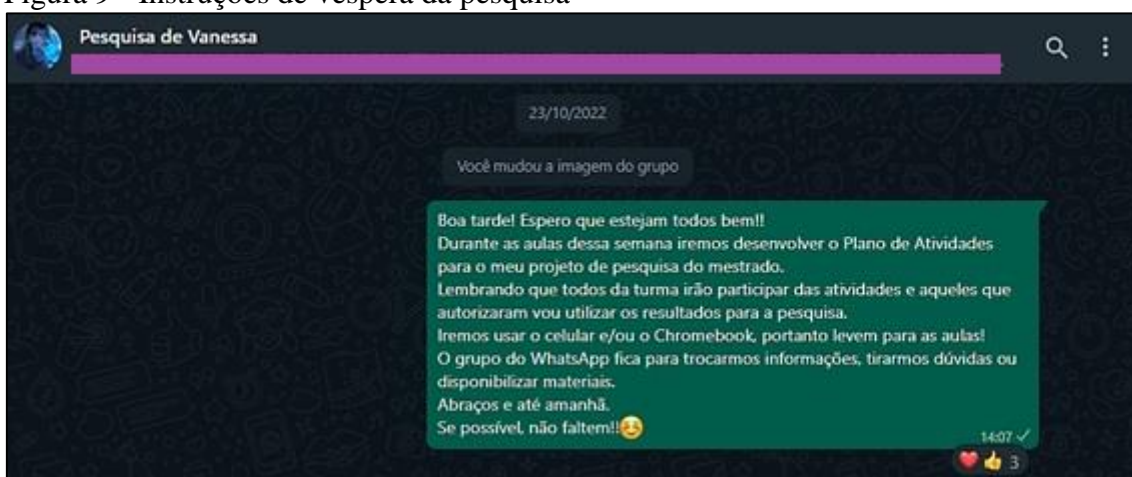 Figura 9 - Instruções de véspera da pesquisa
Pesquisa de Vanessa
23/10/2022
Você mudou a imagem do grupo
Boa tarde! Espero que estejam todos bem!!
Durante as aulas dessa semana iremos desenvolver o Plano de Atividades
para o meu projeto de pesquisa do mestrado.
Lembrando que todos da turma irão participar das atividades e aqueles que
autorizaram vou utilizar os resultados para a pesquisa.
Iremos usar o celular e/ou o Chromebook, portanto levem para as aulas!
O grupo do WhatsApp fica para trocarmos informações, tirarmos dúvidas ou
disponibilizar materiais.
Abraços e até amanhã.
Se possível, não faltem!!
14:07
3